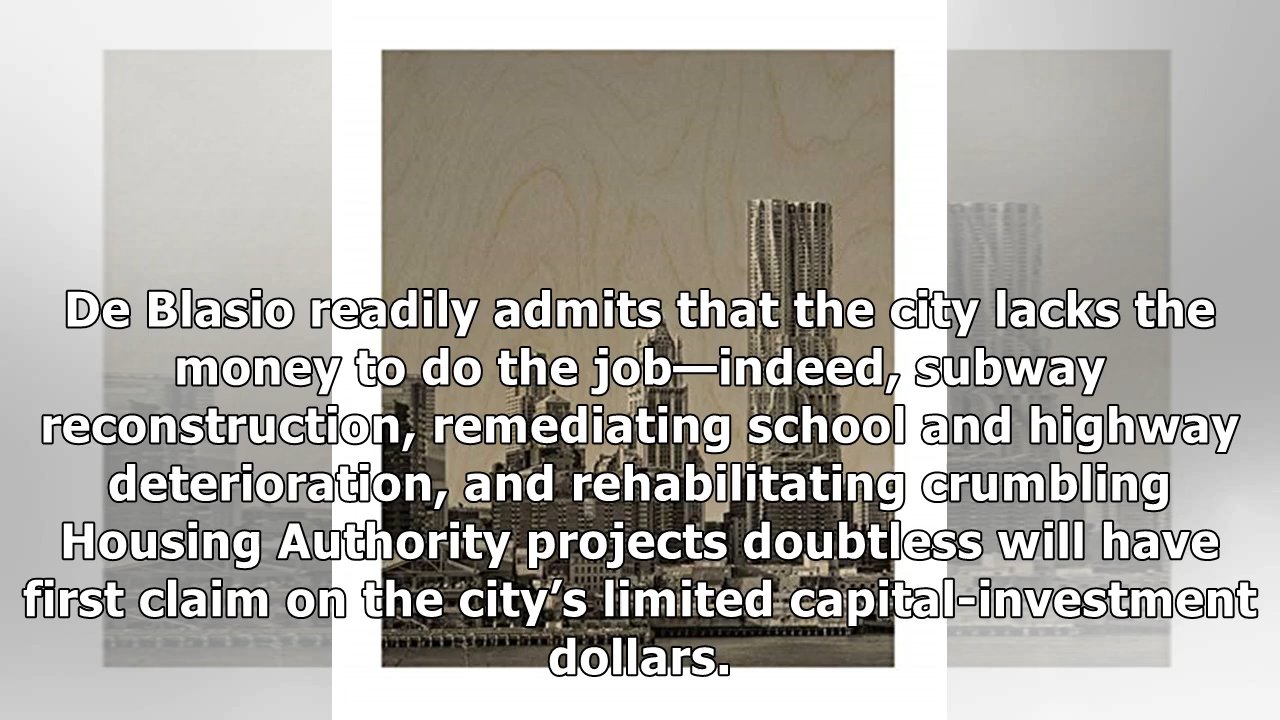 De Blasio readily admits that the city lacks the
money to do the job—indeed, subway
reconstruction, remediating school and highway
deterioration, and rehabilitating crumbling
Housing Authority projects doubtless will have
first claim on the city’s limited capital-investment
dollars.